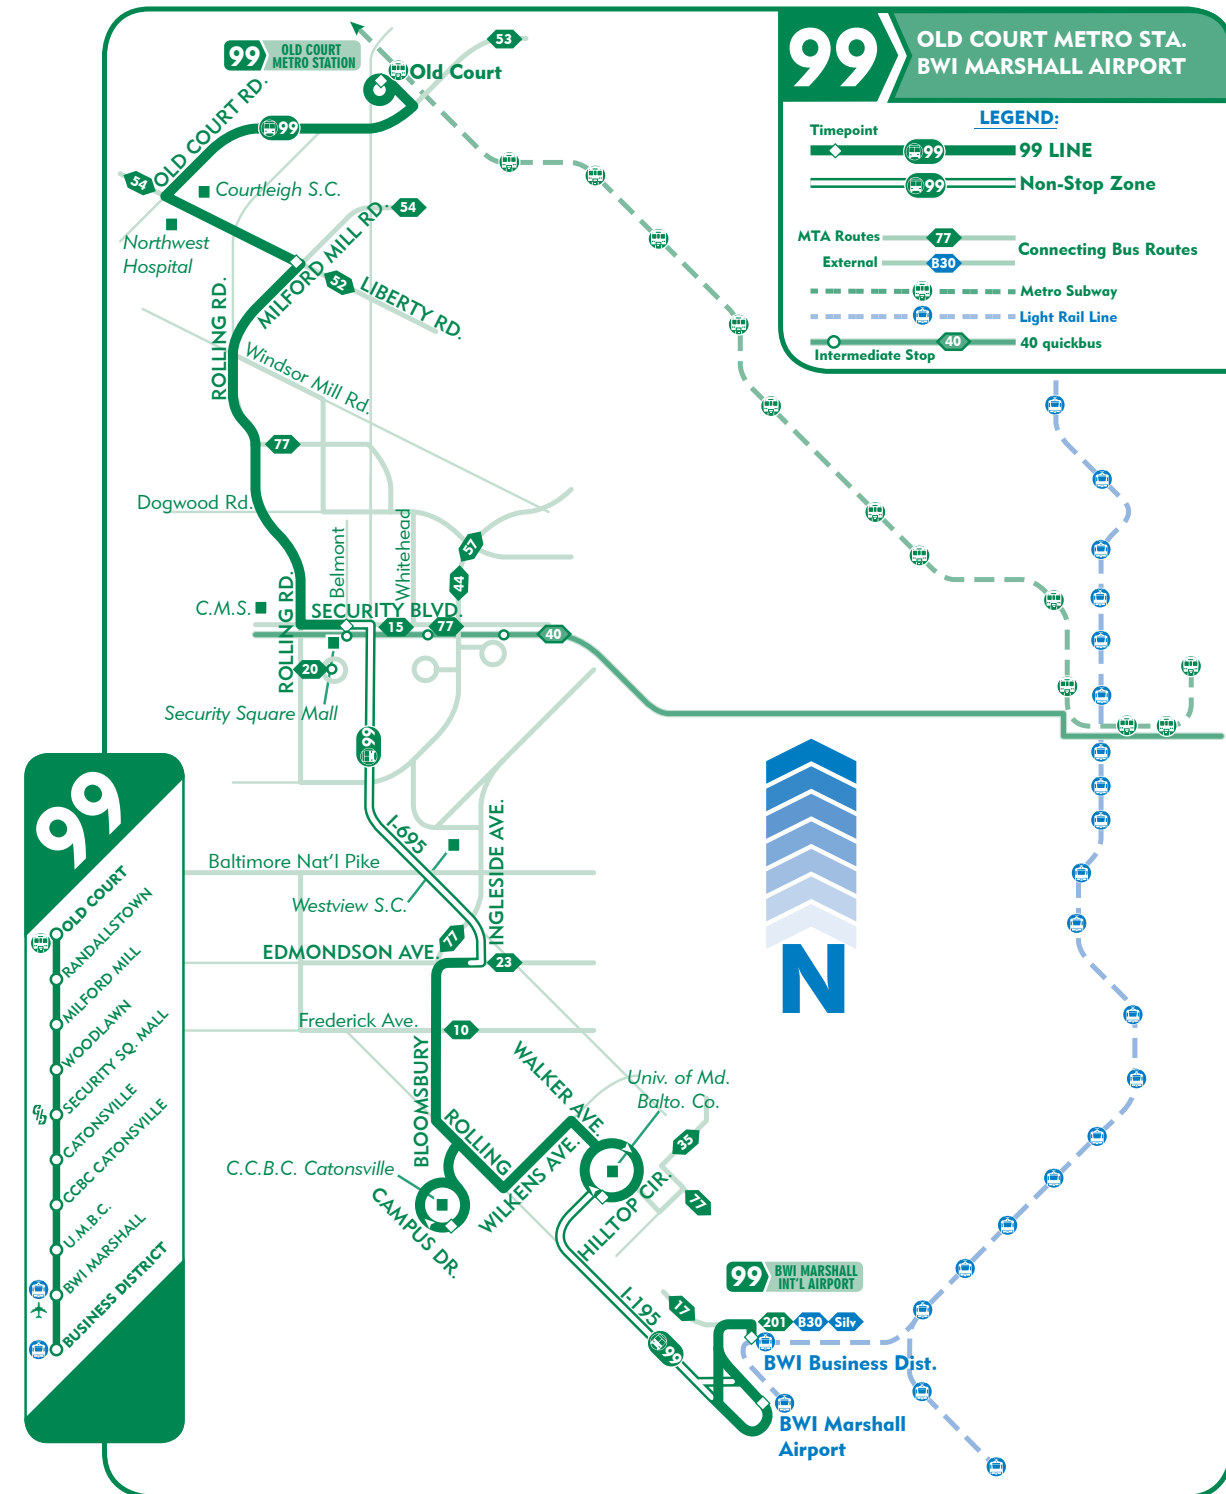 99
OLD COURT METRO STA.
BWI MARSHALL AIRPORT
LEGEND:
Timepoint
99
99 LINE
99
Non-Stop Zone
MTA Routes
77
External
B30
Connecting Bus Routes
Metro Subway
Light Rail Line
40
40 quickbus
Intermediate Stop
99
OLD COURT
METRO STATION
53
Old Court
OLD COURT RD.
99
54
Courtleigh S.C.
Northwest
Hospital
54
MILFORD MILL RD.
52
LIBERTY RD.
ROLLING RD.
Windsor Mill Rd.
77
Dogwood Rd.
Belmont
Whitehead
57
44
C.M.S.
ROLLING RD.
SECURITY BLVD.
15
77
40
20
Security Square Mall
99
I-695
INGLESIDE AVE.
Baltimore Nat'l Pike
Westview S.C.
77
EDMONDSON AVE.
23
Frederick Ave.
10
BLOOMSBURY
WALKER AVE.
Univ. of Md.
Balto. Co.
ROLLING
35
C.C.B.C. Catonsville
WILKENS AVE.
HILLTOP CIR.
77
CAMPUS DR.
99
BWI MARSHALL
INT'L AIRPORT
I-195
17
201
B30
Silv
99
BWI Business Dist.
BWI Marshall
Airport
N
99
OLD COURT
RANDALLSTOWN
MILFORD MILL
WOODLAWN
SECURITY SQ. MALL
CATONSVILLE
CCBC CATONSVILLE
U.M.B.C.
BWI MARSHALL
BUSINESS DISTRICT